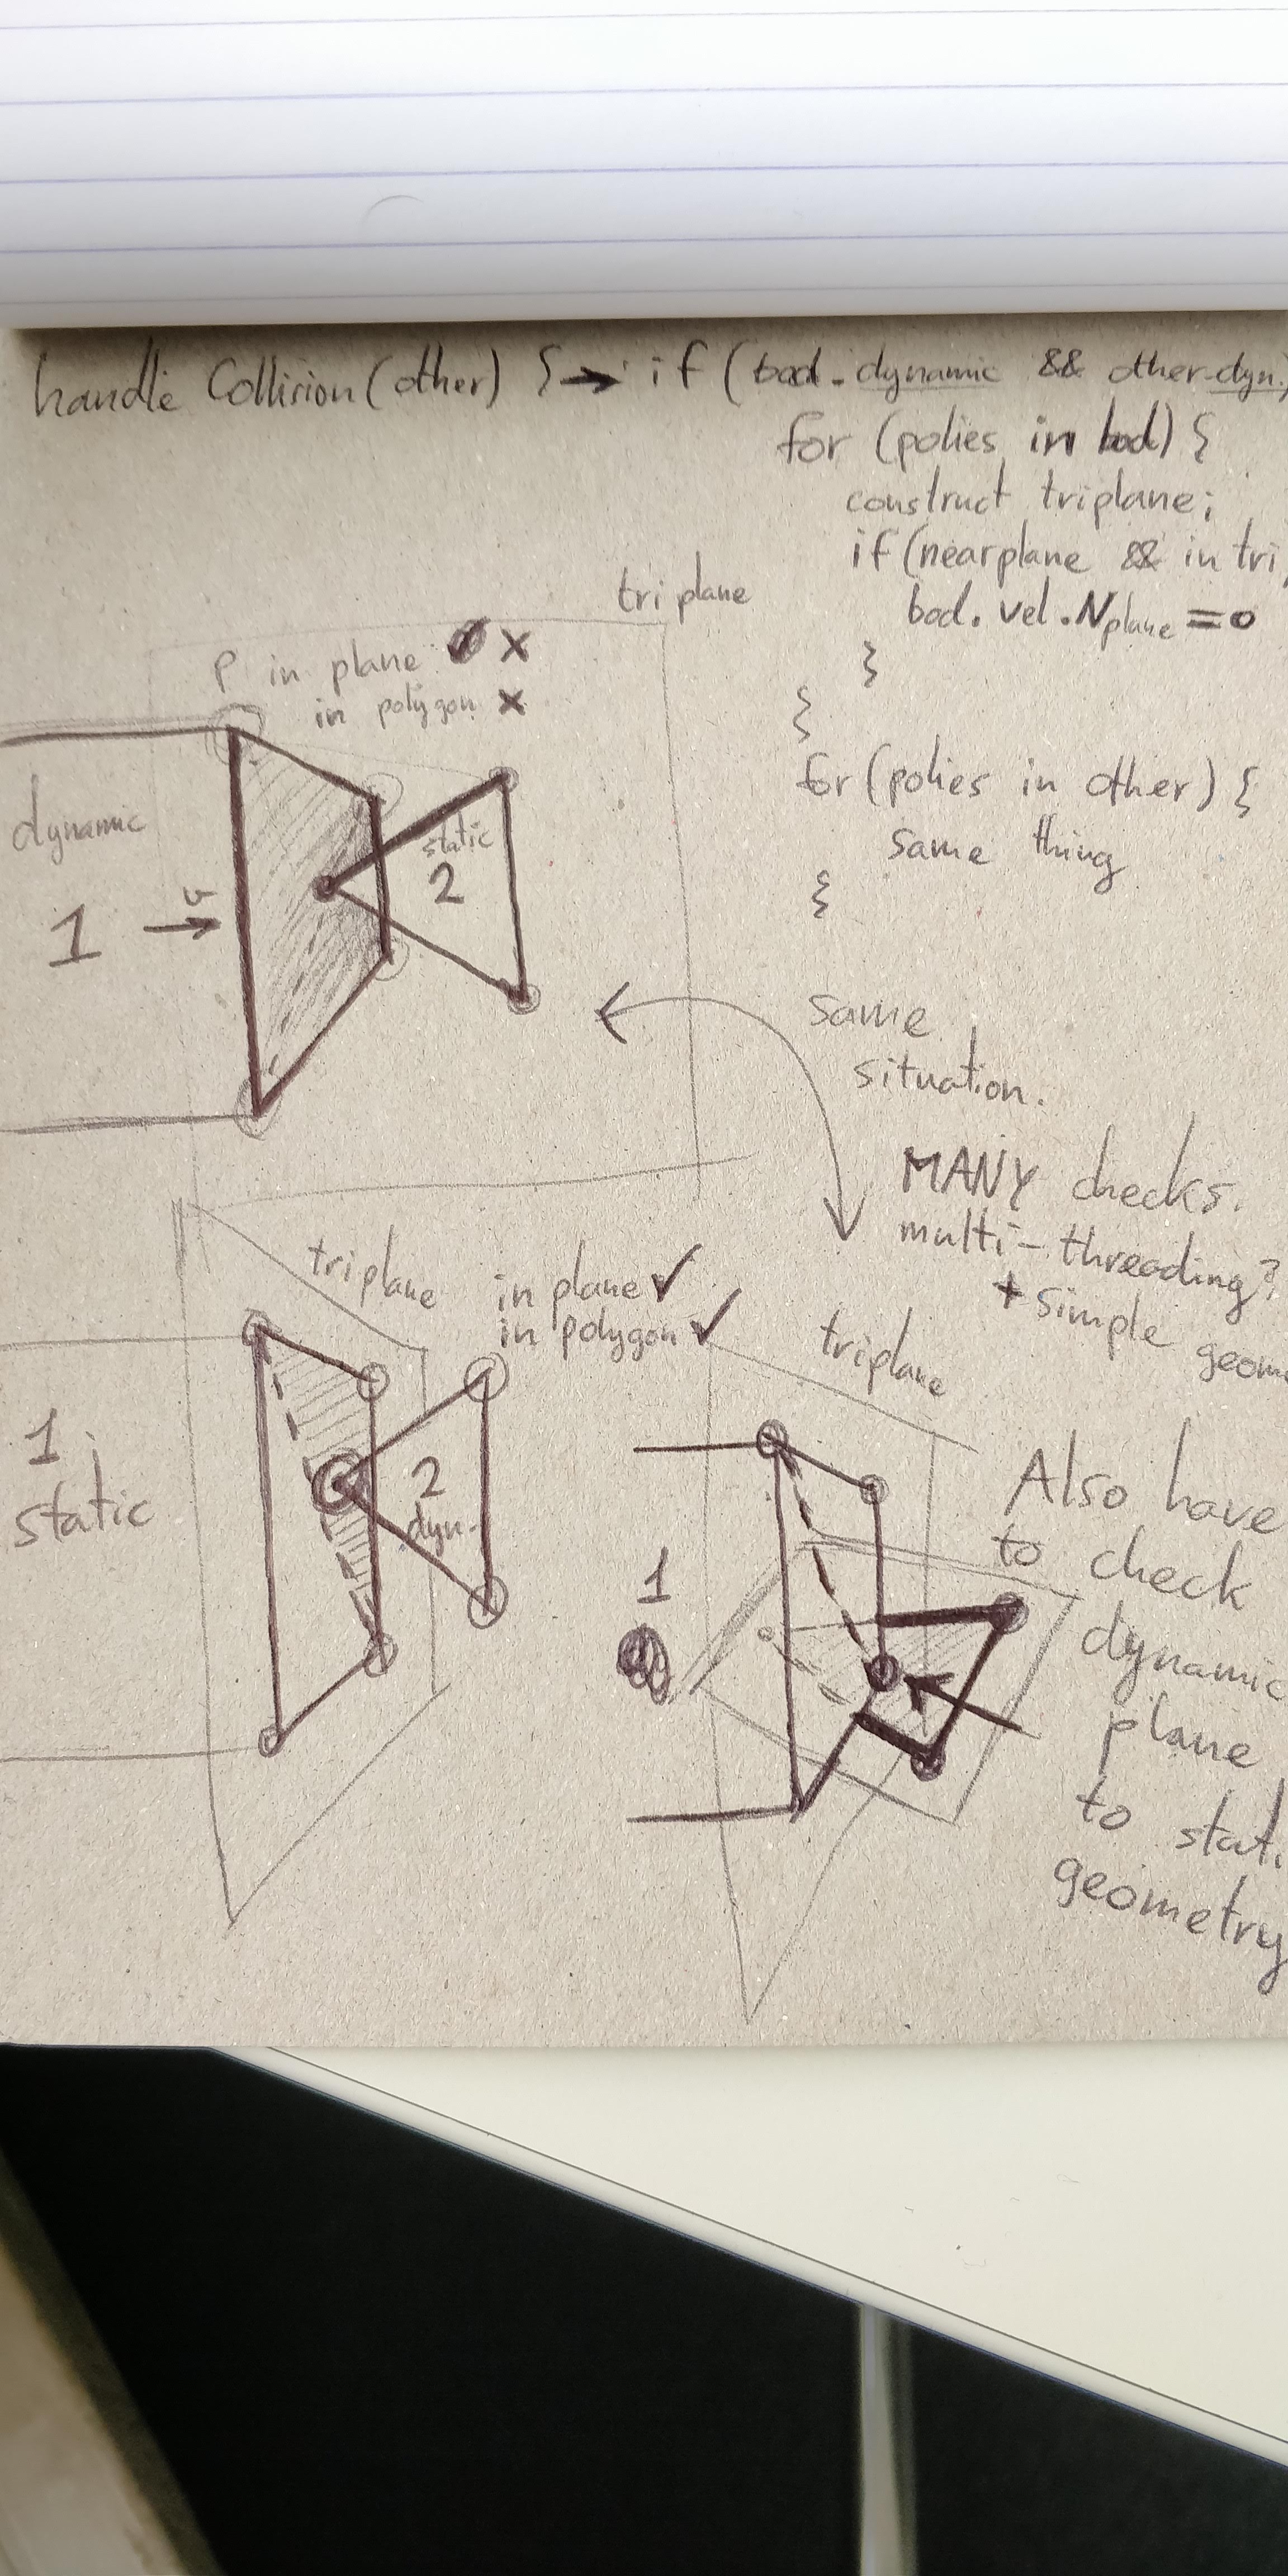 handle Collision(other) { → if (bod.dynamic && other.dyn.
for (polies in bod) {
construct triplane;
if (nearplane && in tri
bod. vel . Nplane = 0
}
}
for (polies in other) {
same thing
}
triplane
P in plane x
in polygon x
dynamic
1 v
static
2
same
situation.
MANY checks.
multi-threading?
+ simple geom
triplane
in plane ✓
in polygon ✓
1
static
2
dyn.
triplane
1
Also have
to check
dynamic
plane
to stati
geometry